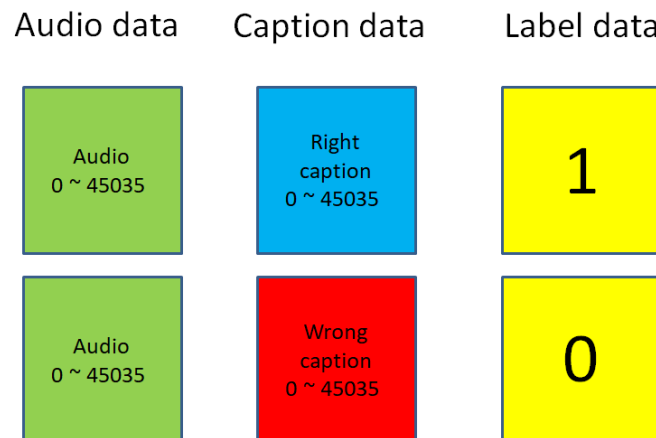 Audio data Caption data Label data
Audio
0 ~ 45035
Right
caption
0 ~ 45035
1
Audio
0 ~ 45035
Wrong
caption
0 ~ 45035
0